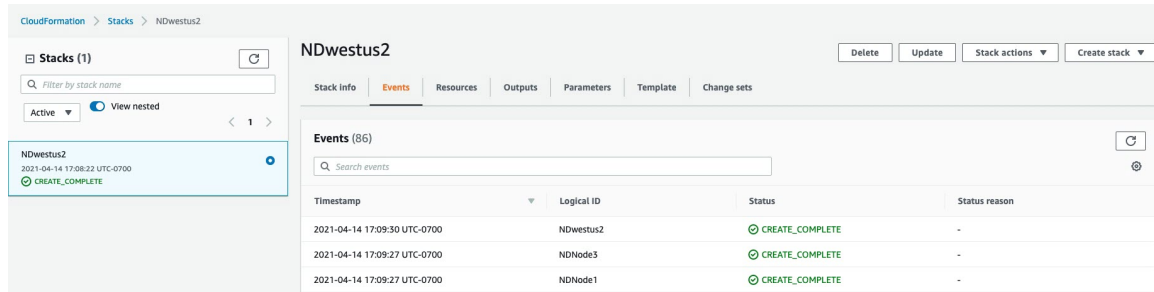 CloudFormation > Stacks > NDwestus2
Stacks (1)
Filter by stack name
Active View nested
< 1 >
NDwestus2
2021-04-14 17:08:22 UTC-0700
CREATE_COMPLETE
NDwestus2
Delete Update Stack actions Create stack
Stack info Events Resources Outputs Parameters Template Change sets
Events (86)
Search events
Timestamp Logical ID Status Status reason
2021-04-14 17:09:30 UTC-0700 NDwestus2 CREATE_COMPLETE -
2021-04-14 17:09:27 UTC-0700 NDNode3 CREATE_COMPLETE -
2021-04-14 17:09:27 UTC-0700 NDNode1 CREATE_COMPLETE -